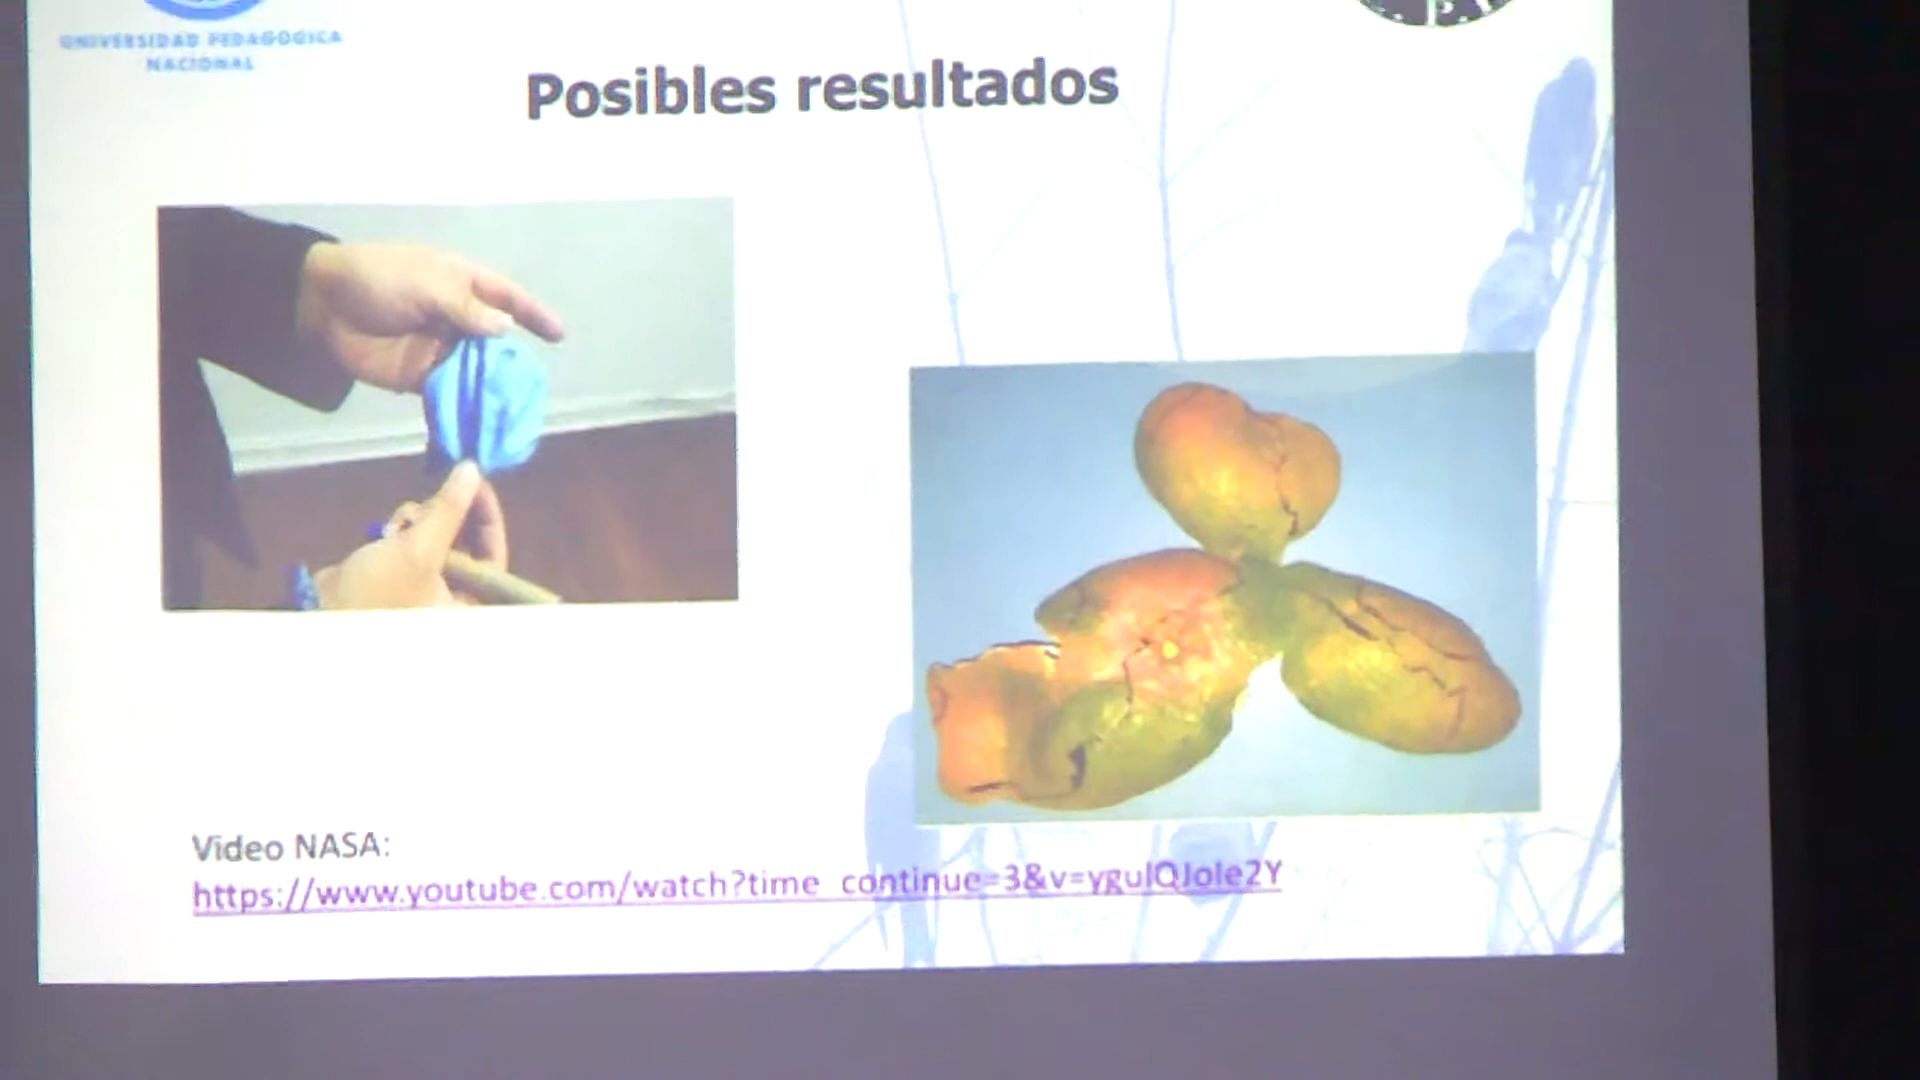 UNIVERSIDAD PEDAGOGICA
NACIONAL
Posibles resultados
Video NASA:
https://www.youtube.com/watch?time_continue=3&v=ygulQJole2Y